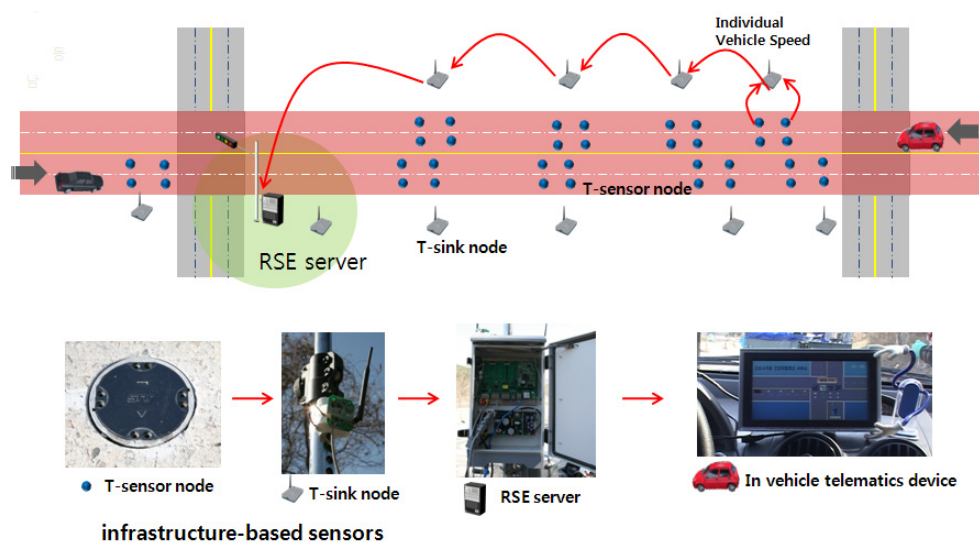 Individual
Vehicle Speed
T-sensor node
T-sink node
RSE server
T-sensor node
T-sink node
RSE server
In vehicle telematics device
infrastructure-based sensors